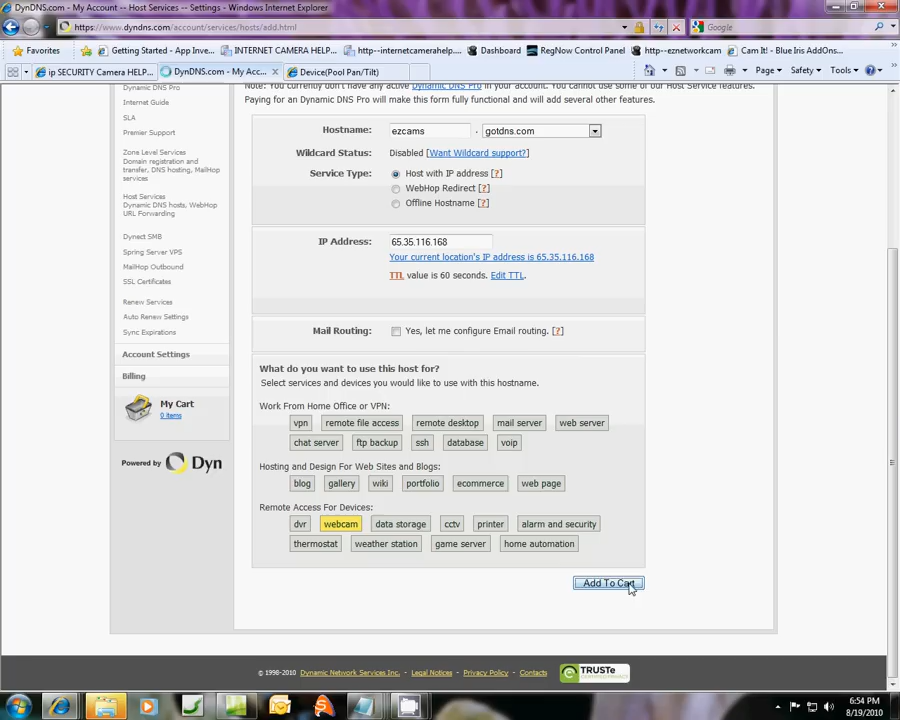 DynDNS.com - My Account - Host Services - Settings - Windows Internet Explorer
https://www.dyndns.com/account/services/hosts/add.html
Google
Favorites
Getting Started - App Inve...
INTERNET CAMERA HELP...
http--internetcamerahelp....
Dashboard
RegNow Control Panel
http--eznetworkcam
Cam It! - Blue Iris AddOns...
ip SECURITY Camera HELP...
DynDNS.com - My Acc...
Device(Pool Pan/Tilt)
Page
Safety
Tools
Dynamic DNS Pro
Internet Guide
SLA
Premier Support
Zone Level Services
Domain registration and
transfer, DNS hosting, MailHop
services
Host Services
Dynamic DNS hosts, WebHop
URL Forwarding
Dynect SMB
Spring Server VPS
MailHop Outbound
SSL Certificates
Renew Services
Auto Renew Settings
Sync Expirations
Account Settings
Billing
My Cart
0 items
Powered by Dyn
Note: You currently don't have any active Dynamic DNS Pro in your account. You cannot use some of our Host Service features.
Paying for an Dynamic DNS Pro will make this form fully functional and will add several other features.
Hostname: ezcams . gotdns.com
Wildcard Status: Disabled [Want Wildcard support?]
Service Type: Host with IP address [?]
WebHop Redirect [?]
Offline Hostname [?]
IP Address: 65.35.116.168
Your current location's IP address is 65.35.116.168
TTL value is 60 seconds. Edit TTL.
Mail Routing: Yes, let me configure Email routing. [?]
What do you want to use this host for?
Select services and devices you would like to use with this hostname.
Work From Home Office or VPN:
vpn remote file access remote desktop mail server web server
chat server ftp backup ssh database voip
Hosting and Design For Web Sites and Blogs:
blog gallery wiki portfolio ecommerce web page
Remote Access For Devices:
dvr webcam data storage cctv printer alarm and security
thermostat weather station game server home automation
Add To Cart
© 1998-2010 Dynamic Network Services Inc. - Legal Notices - Privacy Policy - Contacts
TRUSTe
6:54 PM
8/19/2010